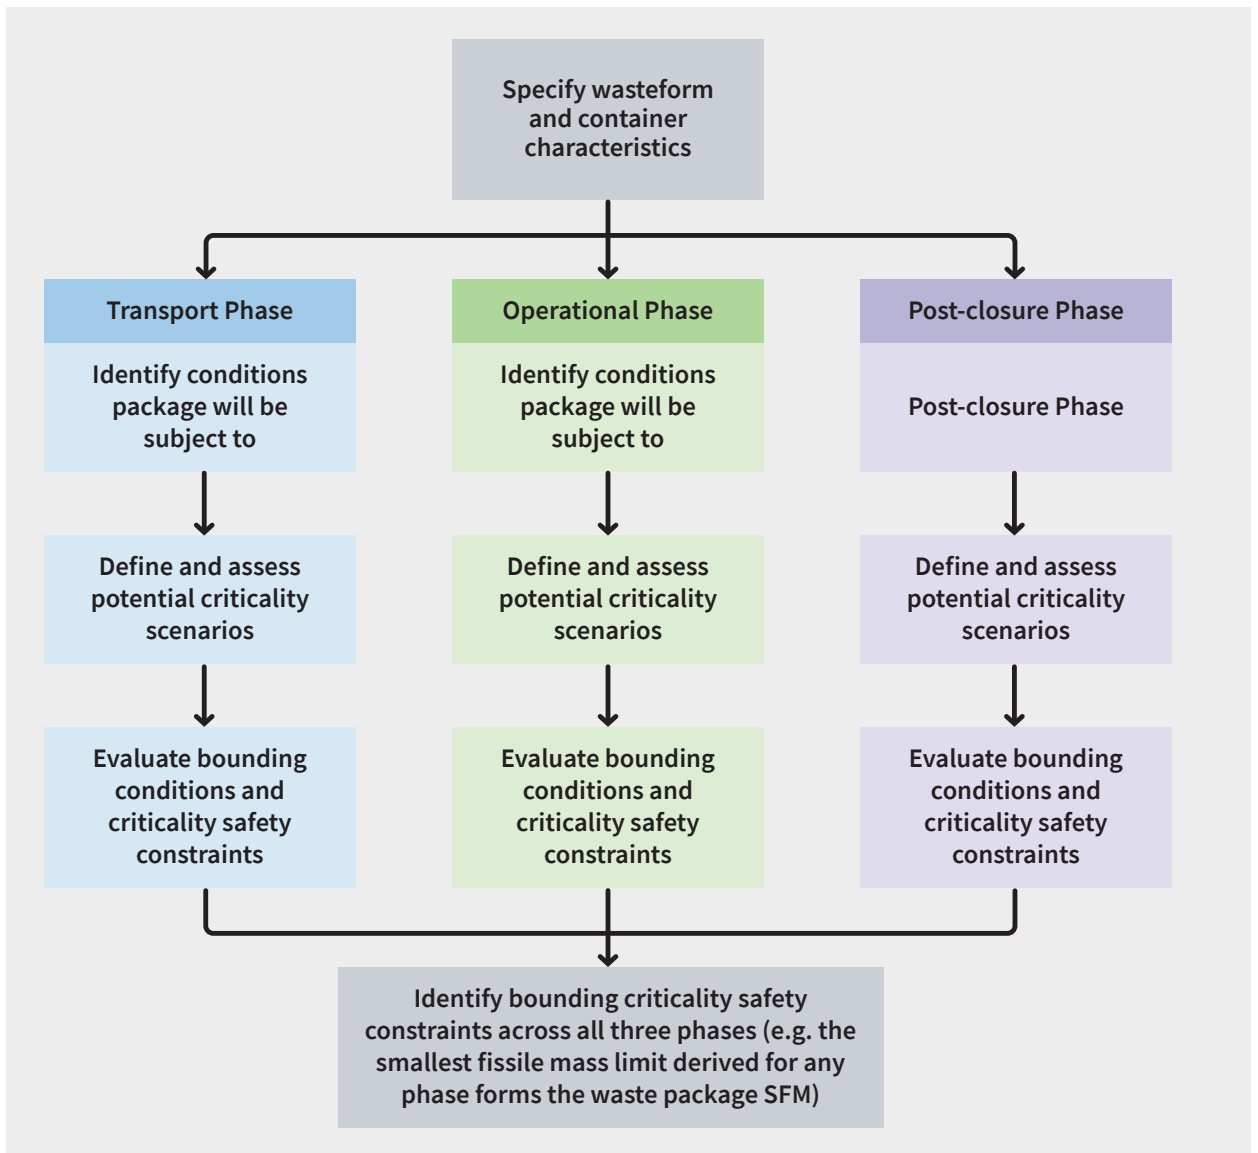 Specify wasteform
and container
characteristics
Transport Phase
Identify conditions
package will be
subject to
Define and assess
potential criticality
scenarios
Evaluate bounding
conditions and
criticality safety
constraints
Operational Phase
Identify conditions
package will be
subject to
Define and assess
potential criticality
scenarios
Evaluate bounding
conditions and
criticality safety
constraints
Post-closure Phase
Post-closure Phase
Define and assess
potential criticality
scenarios
Evaluate bounding
conditions and
criticality safety
constraints
Identify bounding criticality safety
constraints across all three phases (e.g. the
smallest fissile mass limit derived for any
phase forms the waste package SFM)